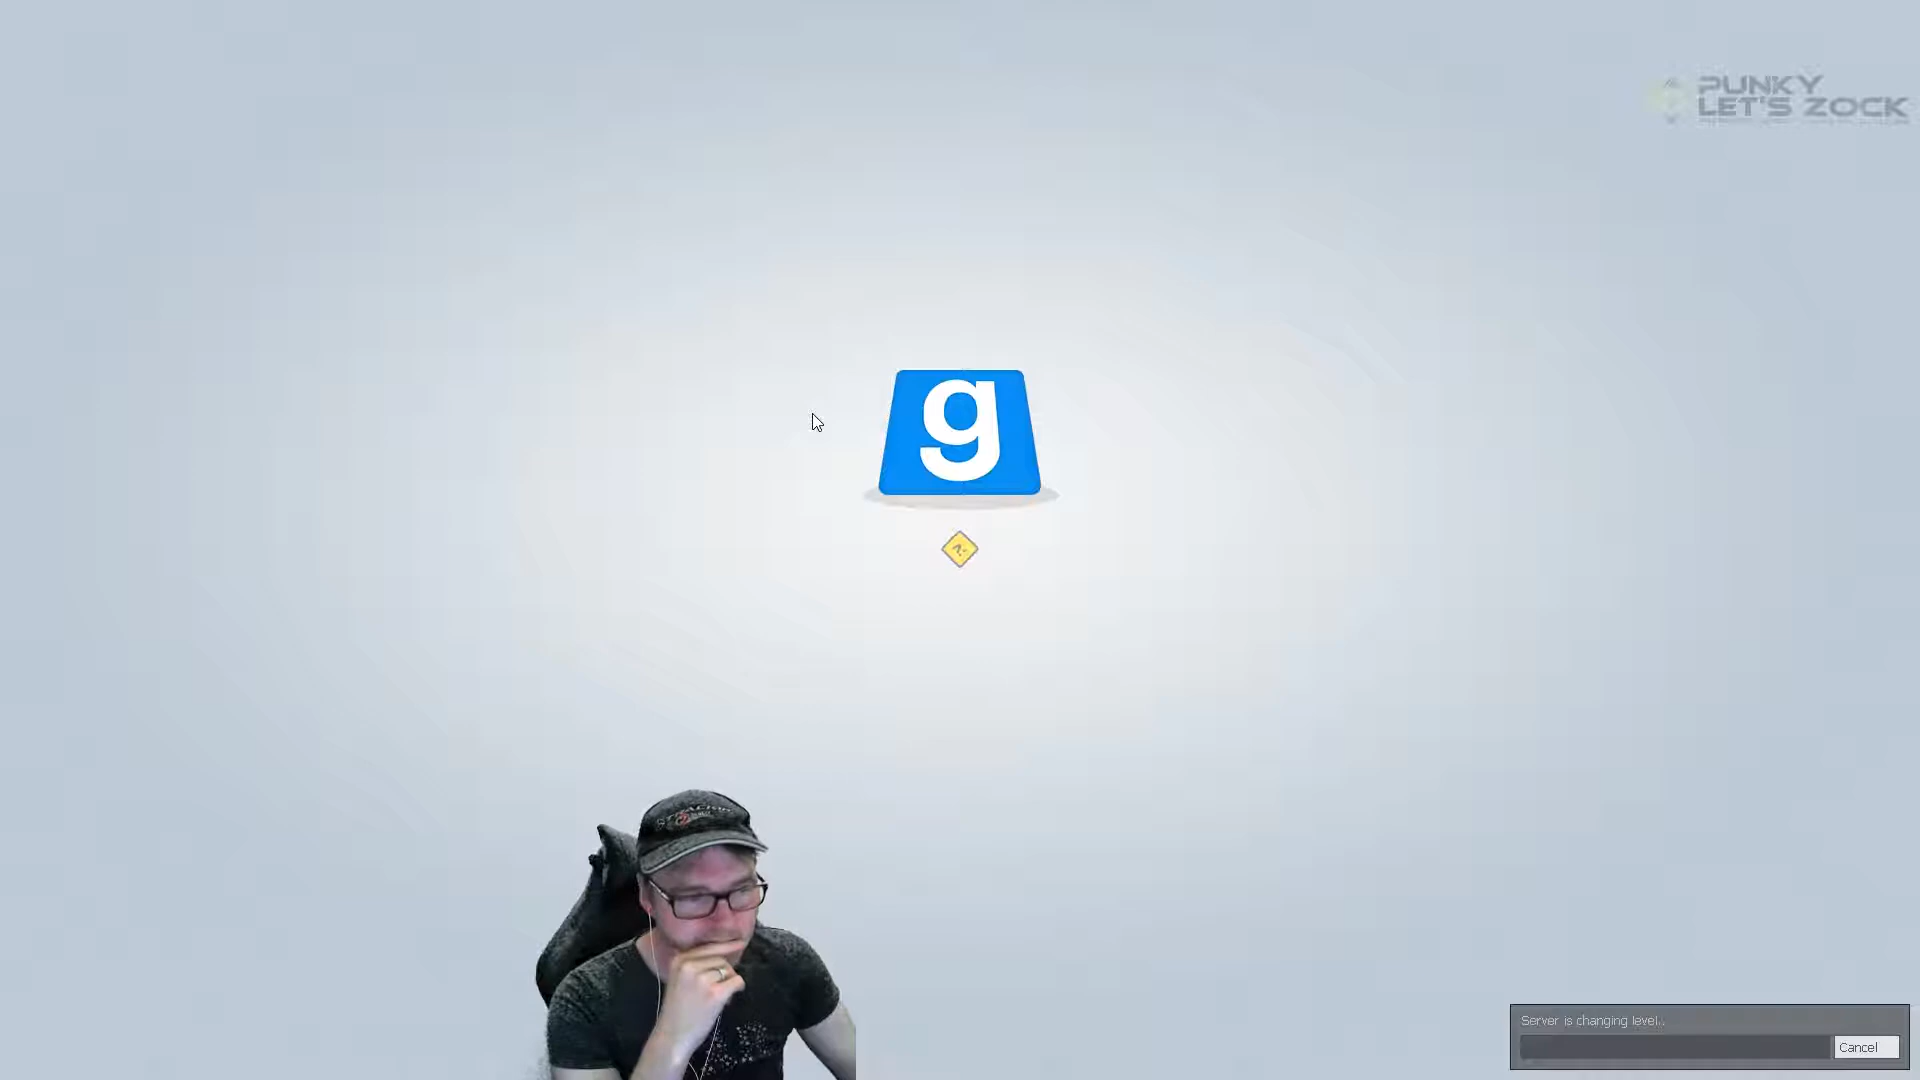 PUNKY
LET'S ZOCK
g
Server is changing level..
Cancel